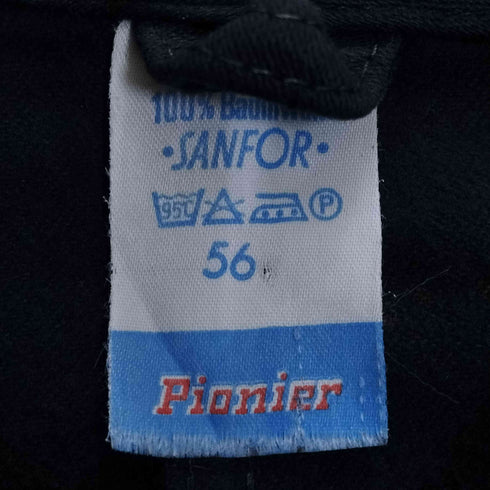 100%
·SANFOR·
95° P
56
Pionier